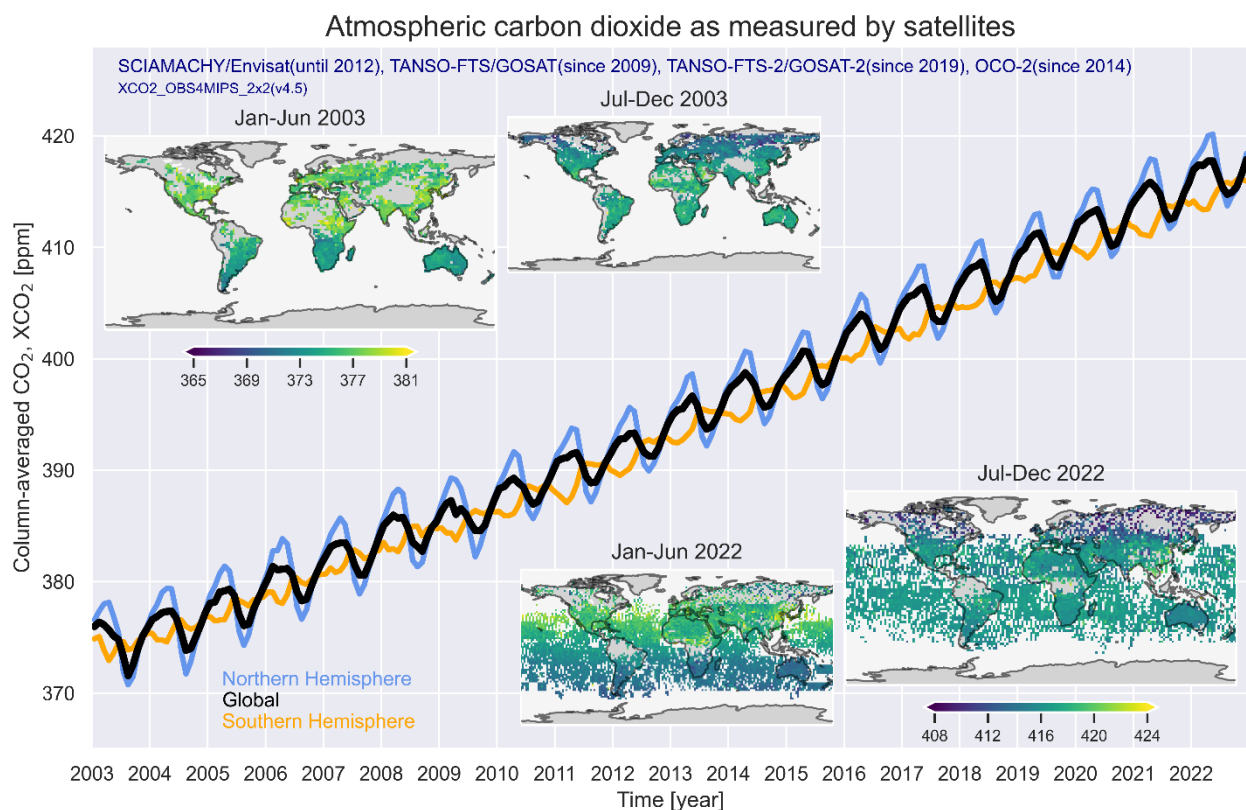 Atmospheric carbon dioxide as measured by satellites
SCIAMACHY/Envisat(until 2012), TANSO-FTS/GOSAT(since 2009), TANSO-FTS-2/GOSAT-2(since 2019), OCO-2(since 2014)
XCO2_OBS4MIPS_2x2(v4.5)
Jan-Jun 2003
Jul-Dec 2003
365 369 373 377 381
Column-averaged CO₂, XCO₂ [ppm]
420
410
400
390
380
370
Jul-Dec 2022
Jan-Jun 2022
408 412 416 420 424
Northern Hemisphere
Global
Southern Hemisphere
2003 2004 2005 2006 2007 2008 2009 2010 2011 2012 2013 2014 2015 2016 2017 2018 2019 2020 2021 2022
Time [year]